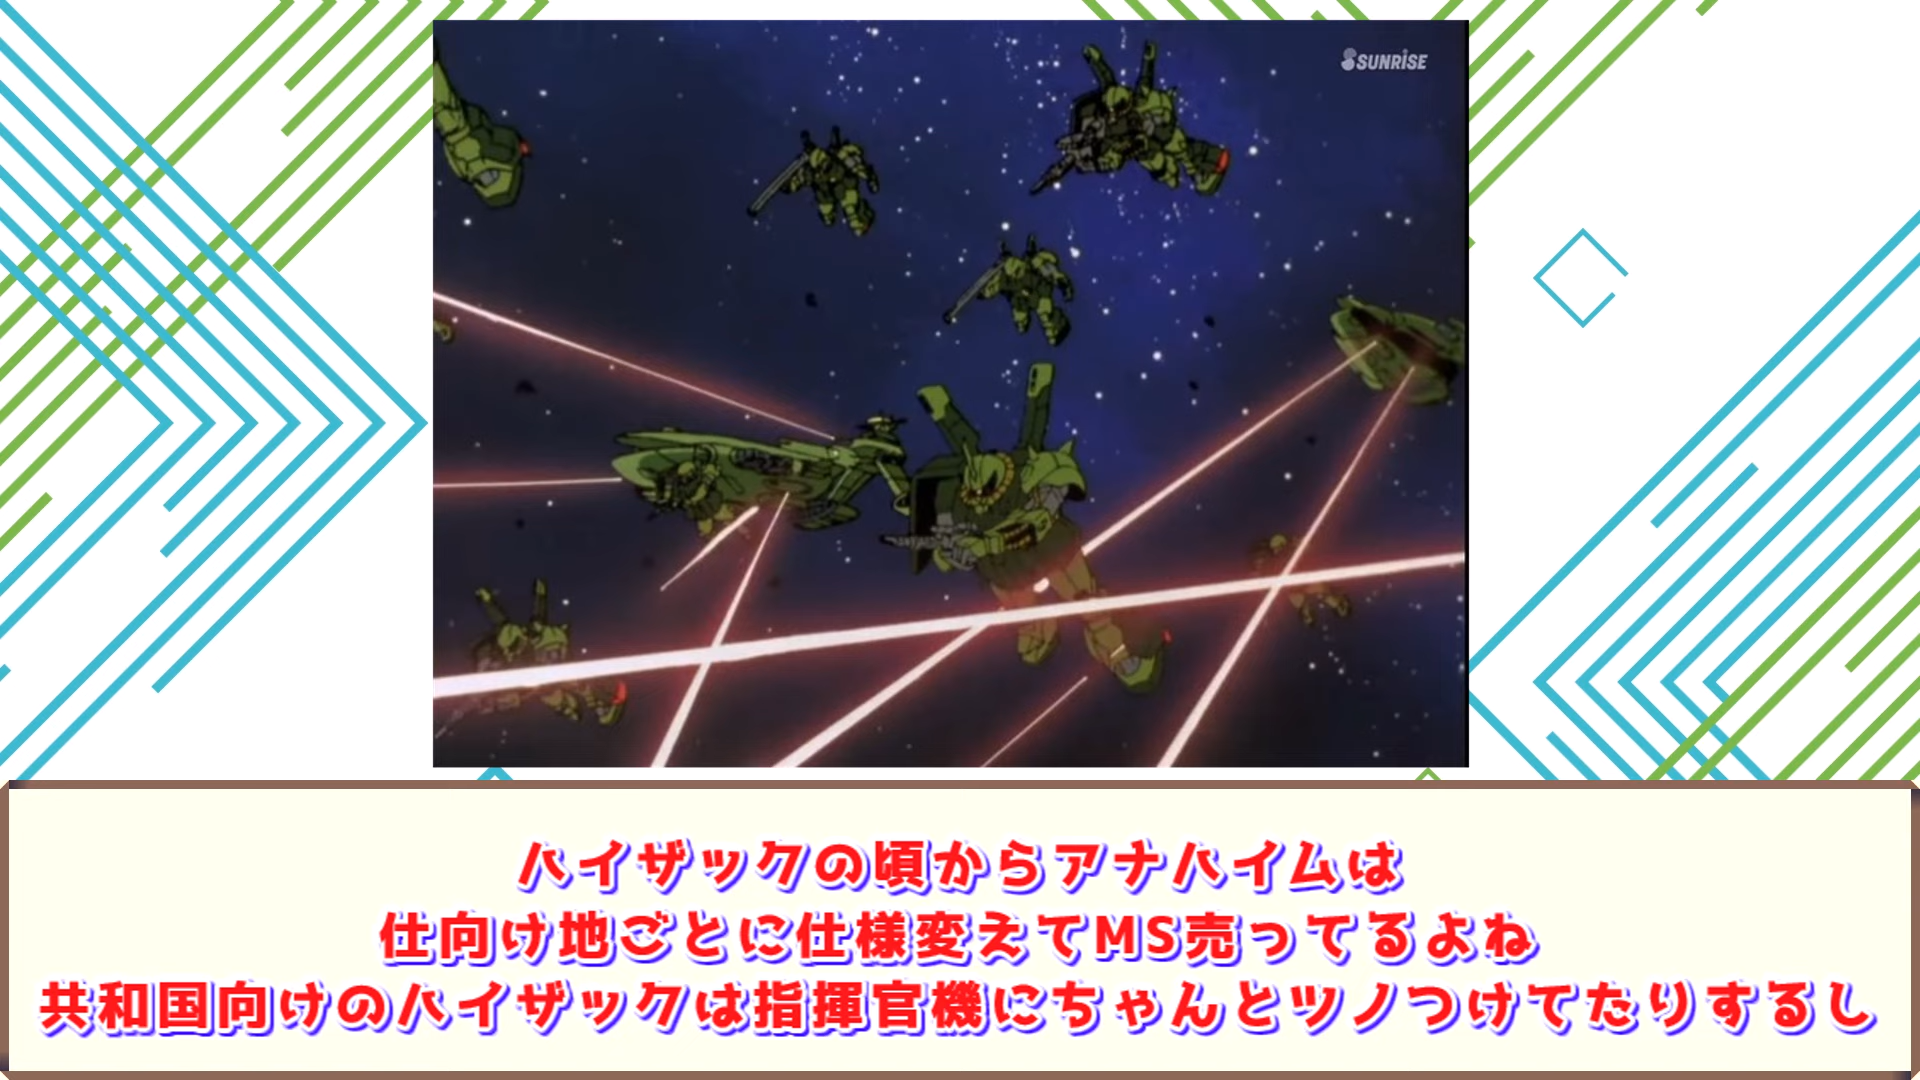 SUNRISE
ハイザックの頃からアナハイムは
仕向け地ごとに仕様変えてMS売ってるよね
共和国向けのハイザックは指揮官機にちゃんとツノつけてたりするし